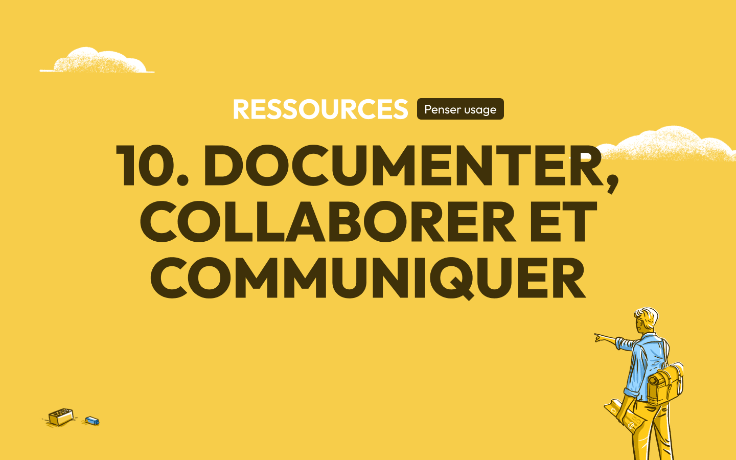 RESSOURCES Penser usage
10. DOCUMENTER,
COLLABORER ET
COMMUNIQUER